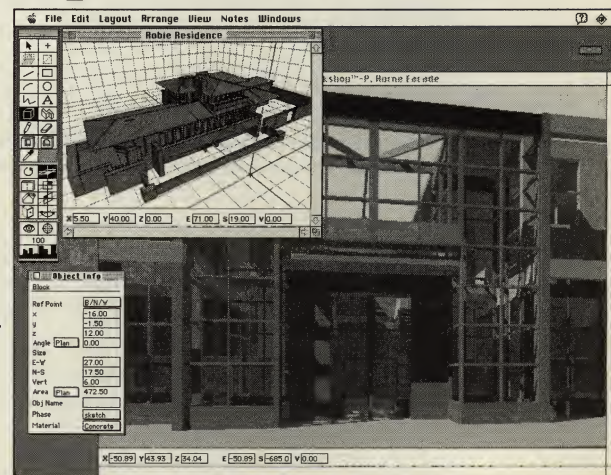 File Edit Layout Arrange View Notes Windows
Robie Residence
kshop™-P. Horne Facade
A
X 5.50 Y 40.00 Z 0.00 E 71.00 S 19.00 V 0.00
100
Object Info
Block
Ref Point B/N/W
x -16.00
y -1.50
z 12.00
Angle Plan 0.00
Size
E-W 27.00
N-S 17.50
Vert 6.00
Area Plan 472.50
Obj Name
Phase sketch
Material Concrete
X -50.89 Y 43.93 Z 34.04 E -50.89 S -685.0 V 0.00